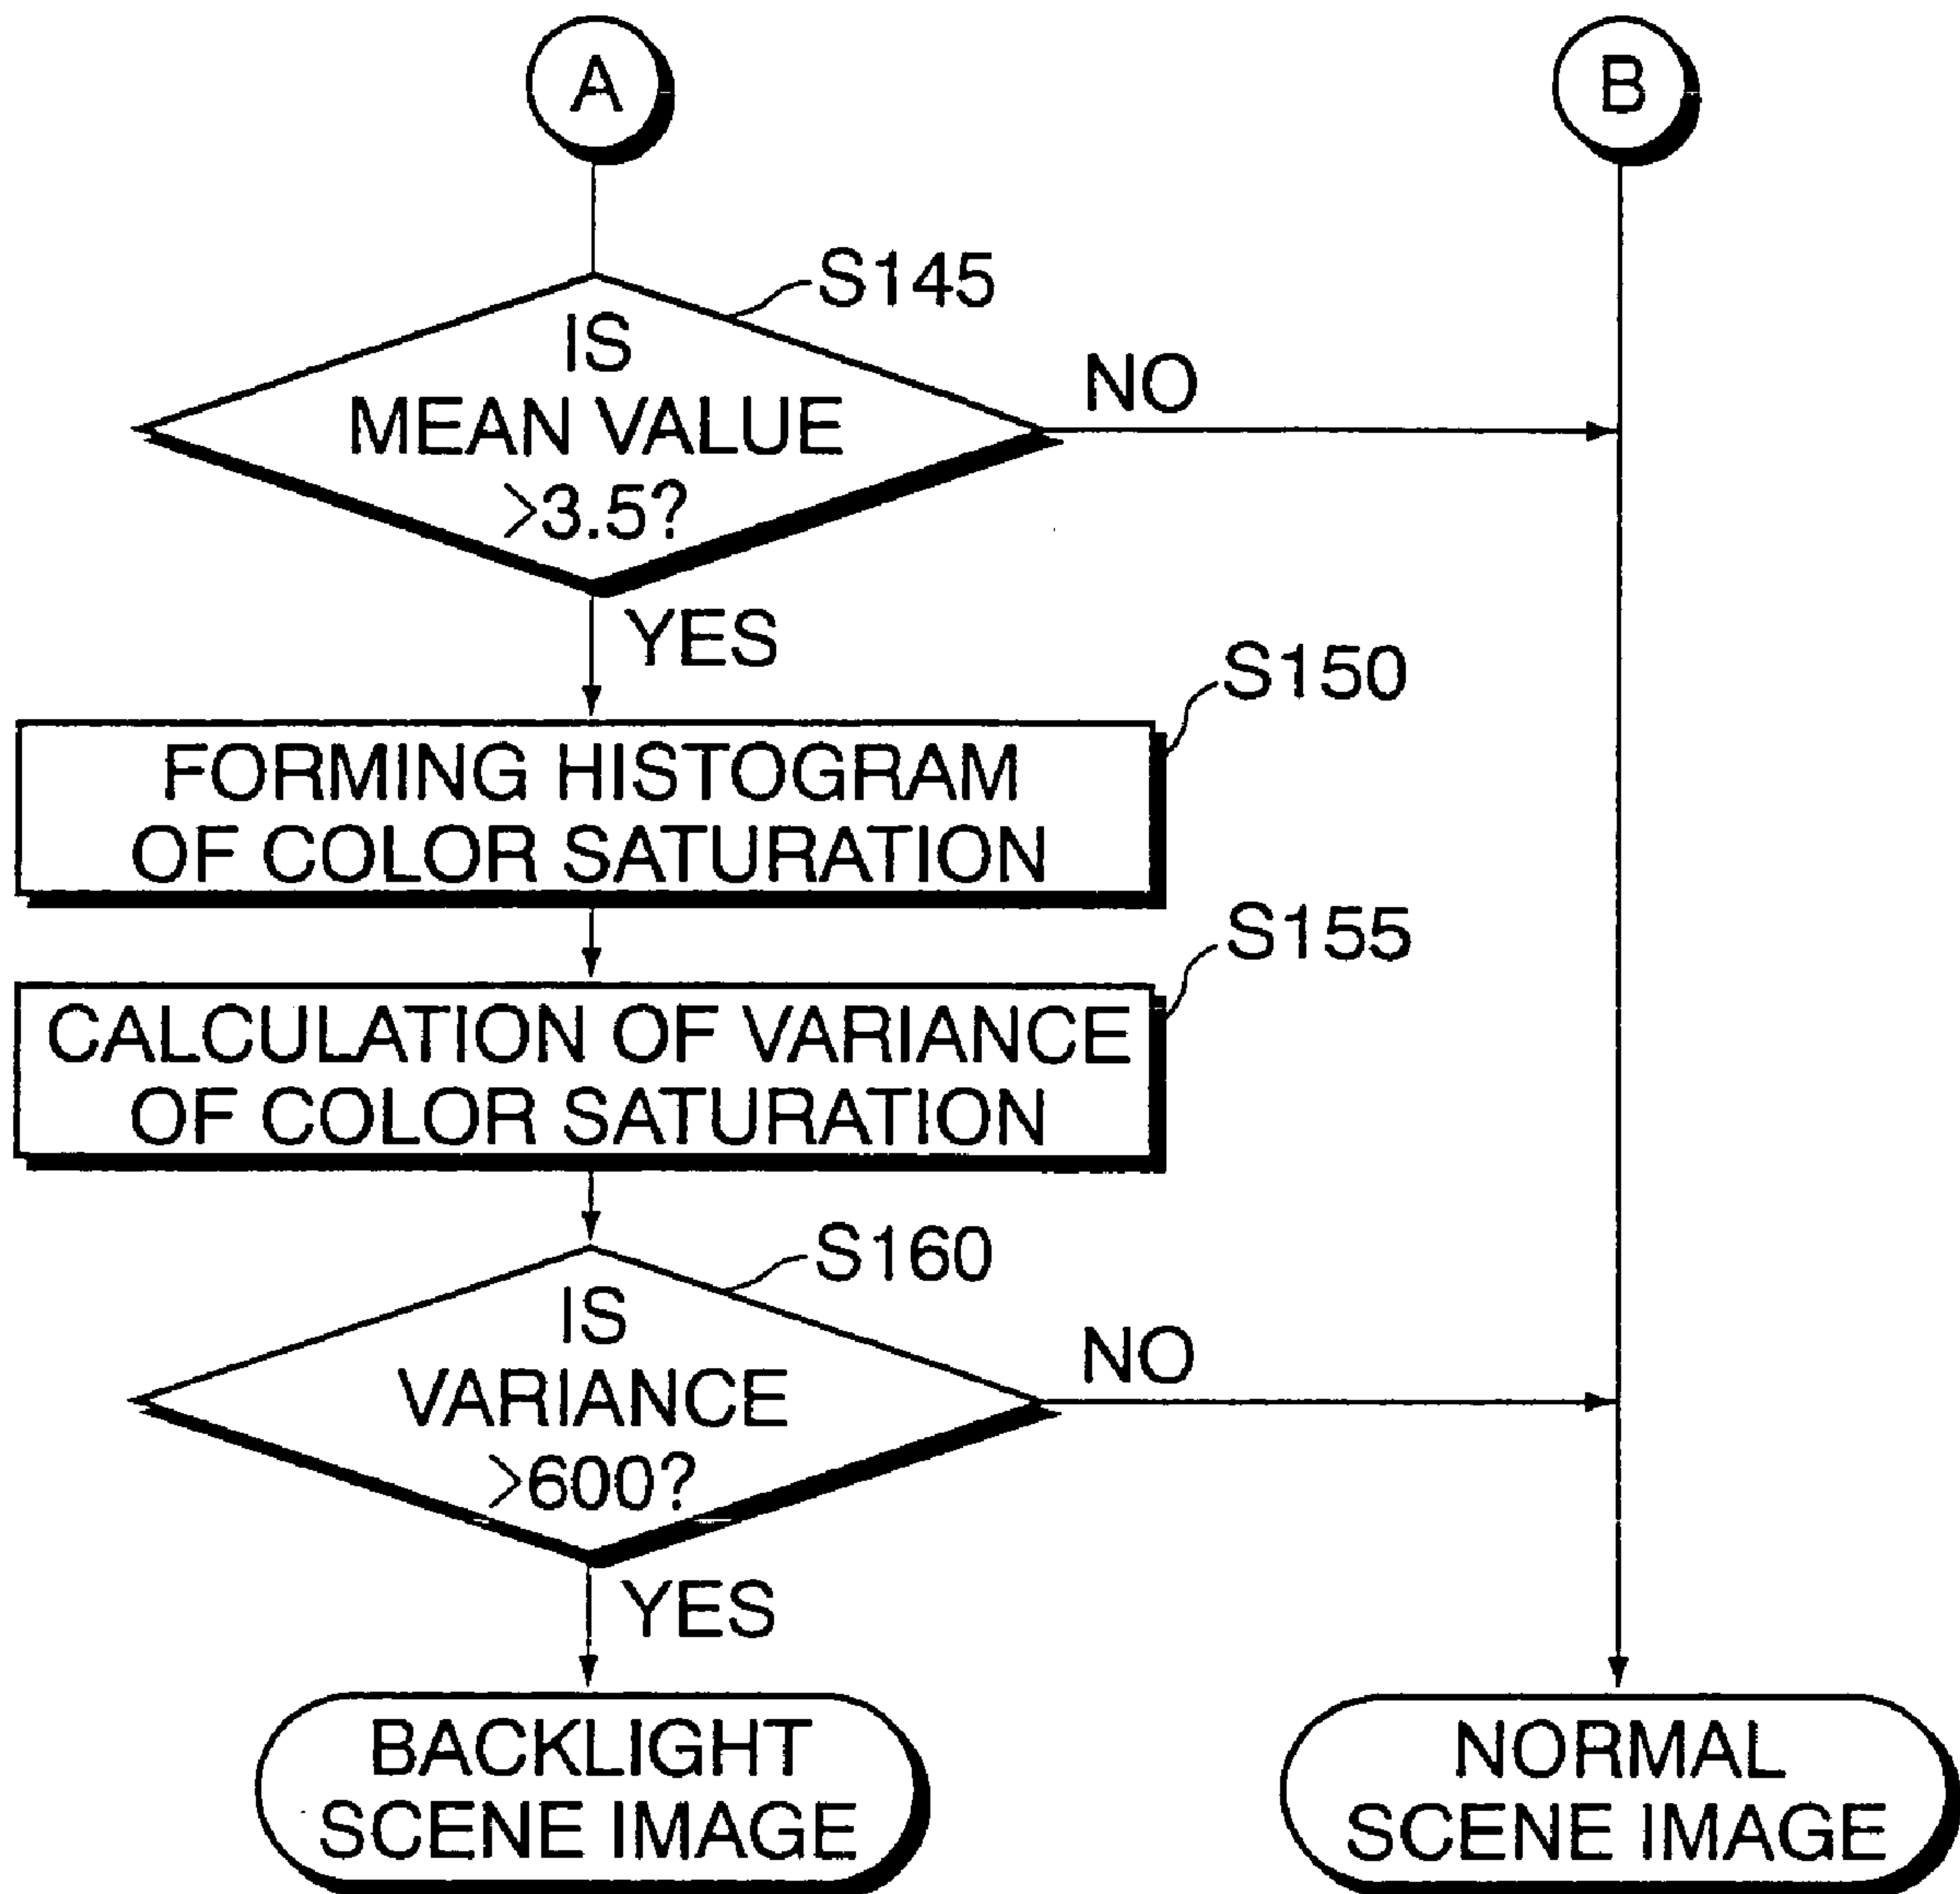 A
B
S145
IS
MEAN VALUE
>3.5?
NO
YES
S150
FORMING HISTOGRAM
OF COLOR SATURATION
S155
CALCULATION OF VARIANCE
OF COLOR SATURATION
S160
IS
VARIANCE
>600?
NO
YES
BACKLIGHT
SCENE IMAGE
NORMAL
SCENE IMAGE